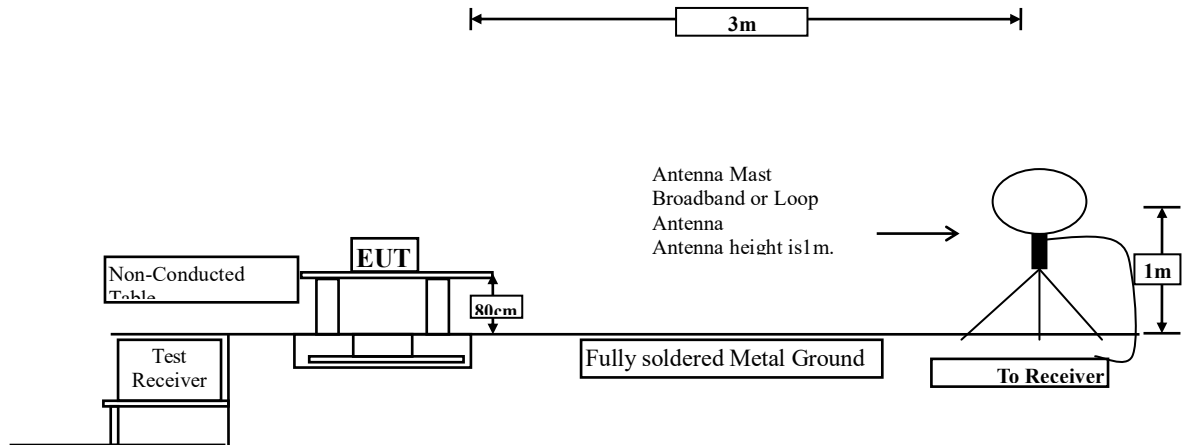 3m
Antenna Mast
Broadband or Loop
Antenna
Antenna height is1m.
EUT
Non-Conducted
Table
80cm
1m
Test
Receiver
Fully soldered Metal Ground
To Receiver